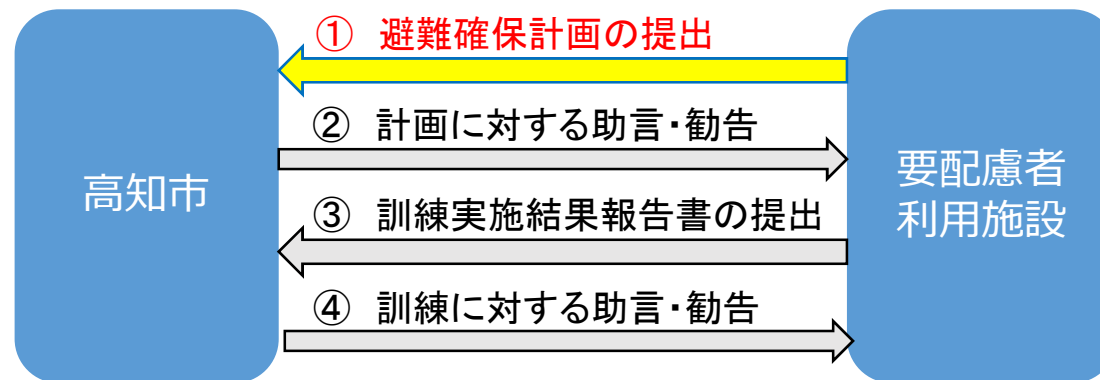 ① 避難確保計画の提出
② 計画に対する助言・勧告
高知市
③ 訓練実施結果報告書の提出
④ 訓練に対する助言・勧告
要配慮者
利用施設